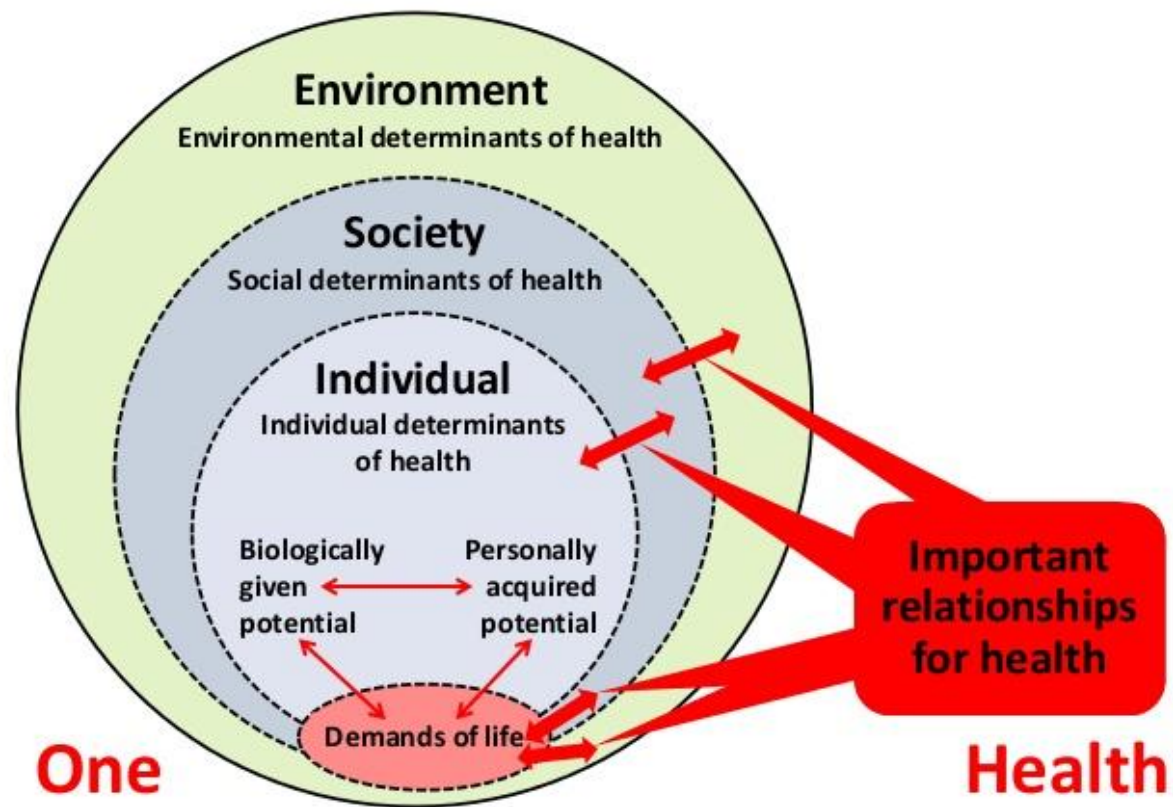 Environment
Environmental determinants of health
Society
Social determinants of health
Individual
Individual determinants
of health
Biologically
given
potential
Personally
acquired
potential
Demands of life
Important
relationships
for health
One
Health